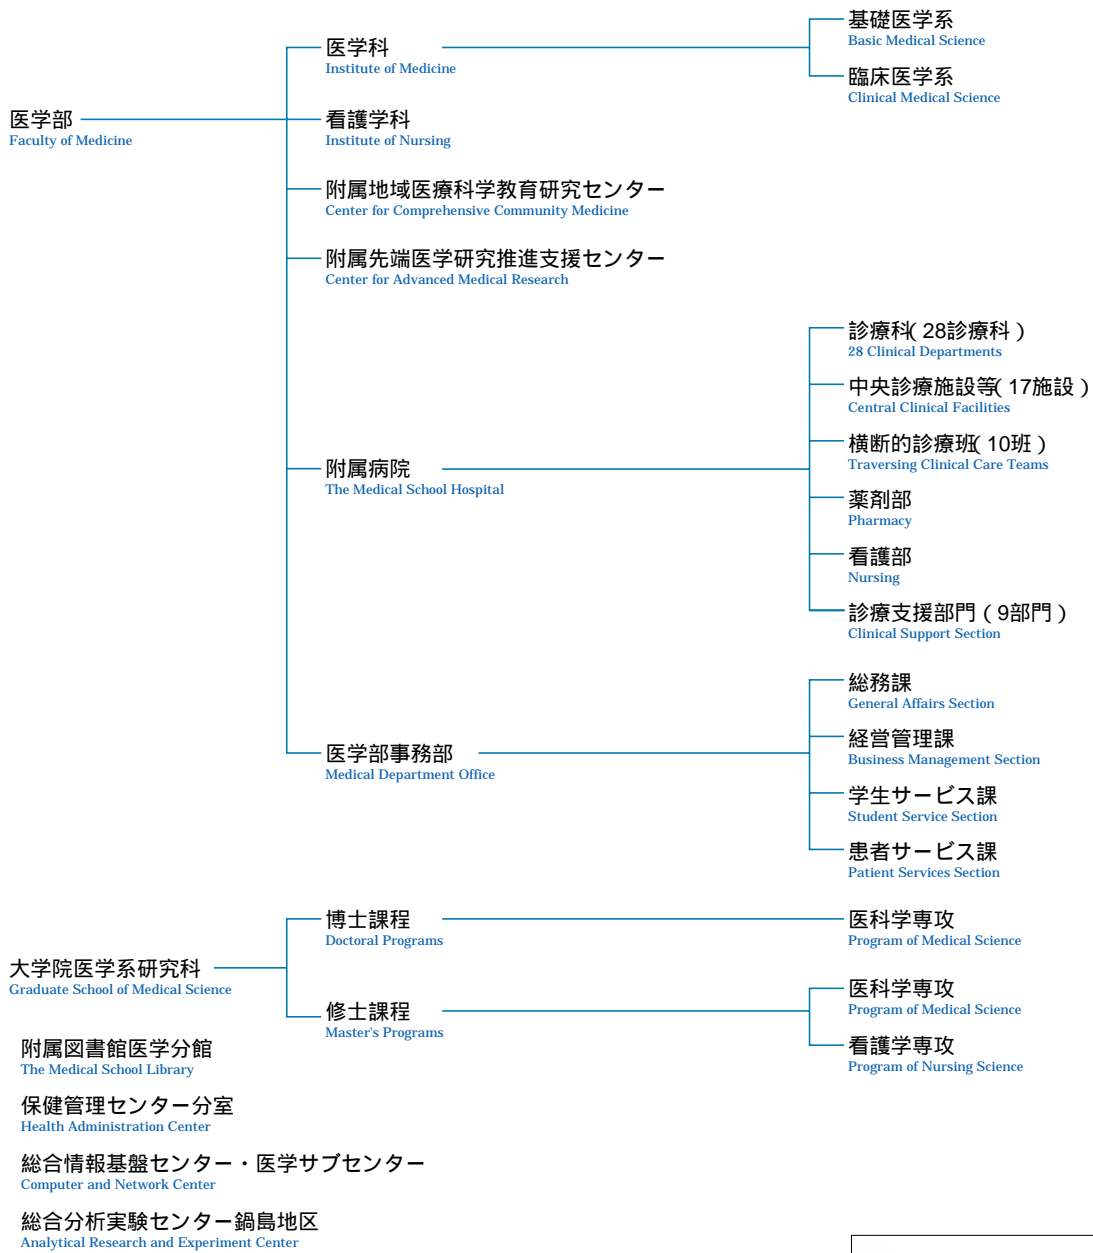 医学部
Faculty of Medicine
医学科
Institute of Medicine
基礎医学系
Basic Medical Science
臨床医学系
Clinical Medical Science
看護学科
Institute of Nursing
附属地域医療科学教育研究センター
Center for Comprehensive Community Medicine
附属先端医学研究推進支援センター
Center for Advanced Medical Research
附属病院
The Medical School Hospital
診療科(28診療科)
28 Clinical Departments
中央診療施設等(17施設)
Central Clinical Facilities
横断的診療班(10班)
Traversing Clinical Care Teams
薬剤部
Pharmacy
看護部
Nursing
診療支援部門(9部門)
Clinical Support Section
医学部事務部
Medical Department Office
総務課
General Affairs Section
経営管理課
Business Management Section
学生サービス課
Student Service Section
患者サービス課
Patient Services Section
大学院医学系研究科
Graduate School of Medical Science
博士課程
Doctoral Programs
医科学専攻
Program of Medical Science
修士課程
Master's Programs
医科学専攻
Program of Medical Science
看護学専攻
Program of Nursing Science
附属図書館医学分館
The Medical School Library
保健管理センター分室
Health Administration Center
総合情報基盤センター・医学サブセンター
Computer and Network Center
総合分析実験センター鍋島地区
Analytical Research and Experiment Center